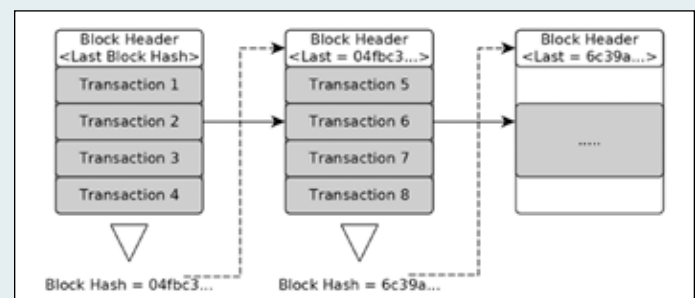 Block Header
<Last Block Hash>
Transaction 1
Transaction 2
Transaction 3
Transaction 4
Block Hash = 04fbc3...
Block Header
<Last = 04fbc3...>
Transaction 5
Transaction 6
Transaction 7
Transaction 8
Block Hash = 6c39a...
Block Header
<Last = 6c39a...>
.....